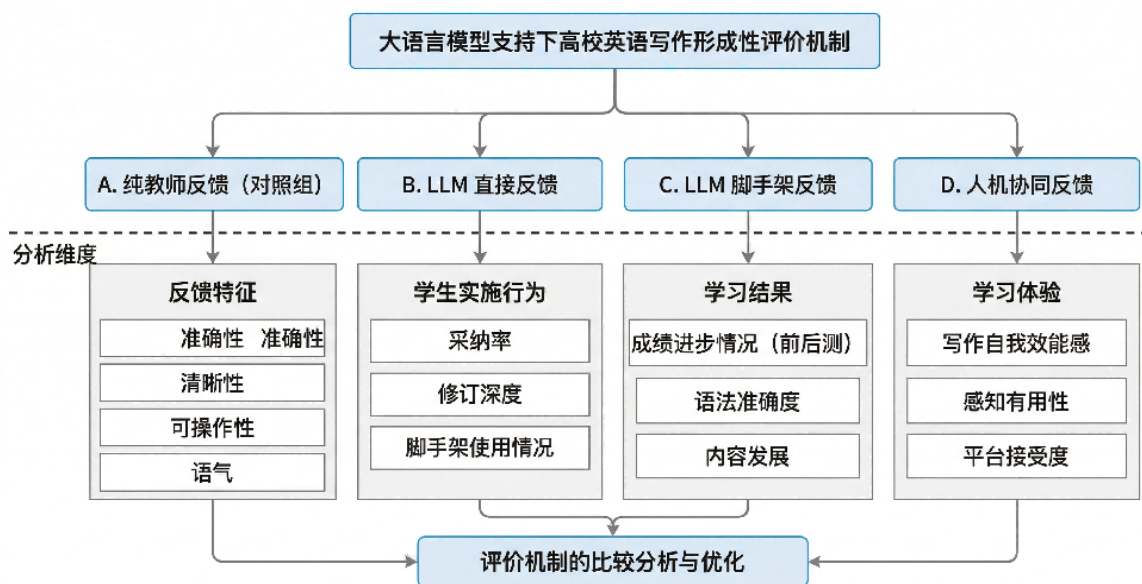 大语言模型支持下高校英语写作形成性评价机制
A. 纯教师反馈（对照组）
B. LLM 直接反馈
C. LLM 脚手架反馈
D. 人机协同反馈
分析维度
反馈特征
准确性 准确性
清晰性
可操作性
语气
学生实施行为
采纳率
修订深度
脚手架使用情况
学习结果
成绩进步情况（前后测）
语法准确度
内容发展
学习体验
写作自我效能感
感知有用性
平台接受度
评价机制的比较分析与优化